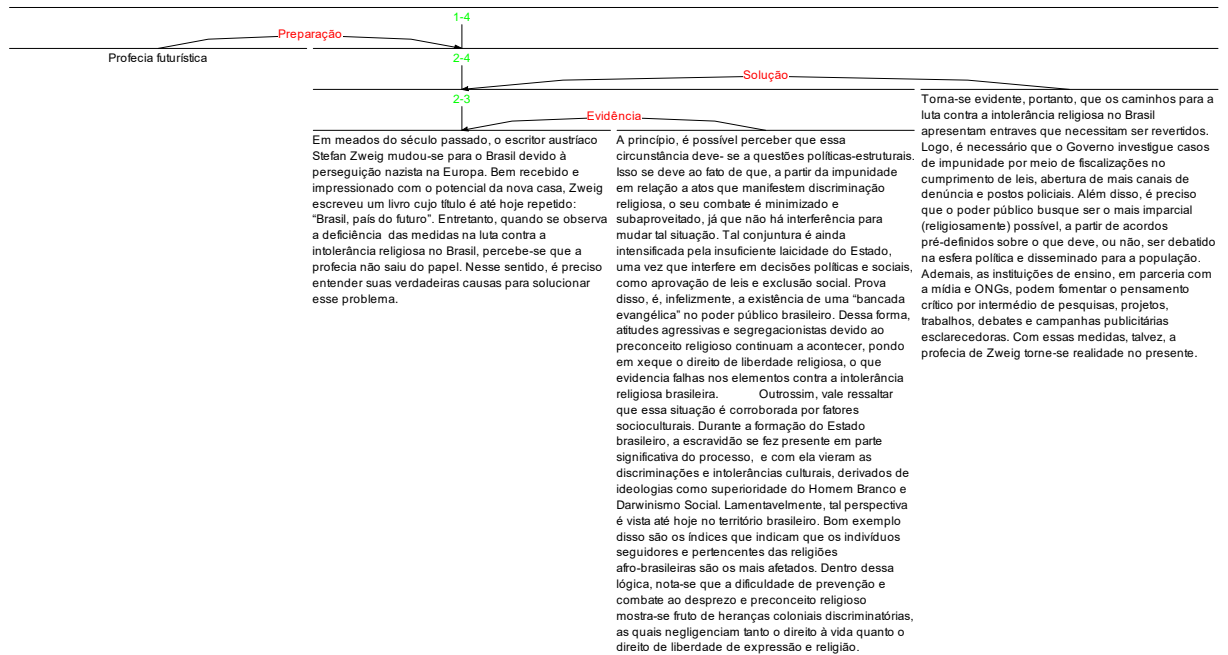 1-4
Preparação
Profecia futurística
2-4
Solução
2-3
Evidência
Em meados do século passado, o escritor austríaco
Stefan Zweig mudou-se para o Brasil devido à
perseguição nazista na Europa. Bem recebido e
impressionado com o potencial da nova casa, Zweig
escreveu um livro cujo título é até hoje repetido:
“Brasil, país do futuro”. Entretanto, quando se observa
a deficiência  das medidas na luta contra a
intolerância religiosa no Brasil, percebe-se que a
profecia não saiu do papel. Nesse sentido, é preciso
entender suas verdadeiras causas para solucionar
esse problema.
A princípio, é possível perceber que essa
circunstância deve- se a questões políticas-estruturais.
Isso se deve ao fato de que, a partir da impunidade
em relação a atos que manifestem discriminação
religiosa, o seu combate é minimizado e
subaproveitado, já que não há interferência para
mudar tal situação. Tal conjuntura é ainda
intensificada pela insuficiente laicidade do Estado,
uma vez que interfere em decisões políticas e sociais,
como aprovação de leis e exclusão social. Prova
disso, é, infelizmente, a existência de uma “bancada
evangélica” no poder público brasileiro. Dessa forma,
atitudes agressivas e segregacionistas devido ao
preconceito religioso continuam a acontecer, pondo
em xeque o direito de liberdade religiosa, o que
evidencia falhas nos elementos contra a intolerância
religiosa brasileira.          Outrossim, vale ressaltar
que essa situação é corroborada por fatores
socioculturais. Durante a formação do Estado
brasileiro, a escravidão se fez presente em parte
significativa do processo,  e com ela vieram as
discriminações e intolerâncias culturais, derivados de
ideologias como superioridade do Homem Branco e
Darwinismo Social. Lamentavelmente, tal perspectiva
é vista até hoje no território brasileiro. Bom exemplo
disso são os índices que indicam que os indivíduos
seguidores e pertencentes das religiões
afro-brasileiras são os mais afetados. Dentro dessa
lógica, nota-se que a dificuldade de prevenção e
combate ao desprezo e preconceito religioso
mostra-se fruto de heranças coloniais discriminatórias,
as quais negligenciam tanto o direito à vida quanto o
direito de liberdade de expressão e religião.
Torna-se evidente, portanto, que os caminhos para a
luta contra a intolerância religiosa no Brasil
apresentam entraves que necessitam ser revertidos.
Logo, é necessário que o Governo investigue casos
de impunidade por meio de fiscalizações no
cumprimento de leis, abertura de mais canais de
denúncia e postos policiais. Além disso, é preciso
que o poder público busque ser o mais imparcial
(religiosamente) possível, a partir de acordos
pré-definidos sobre o que deve, ou não, ser debatido
na esfera política e disseminado para a população.
Ademais, as instituições de ensino, em parceria com
a mídia e ONGs, podem fomentar o pensamento
crítico por intermédio de pesquisas, projetos,
trabalhos, debates e campanhas publicitárias
esclarecedoras. Com essas medidas, talvez, a
profecia de Zweig torne-se realidade no presente.